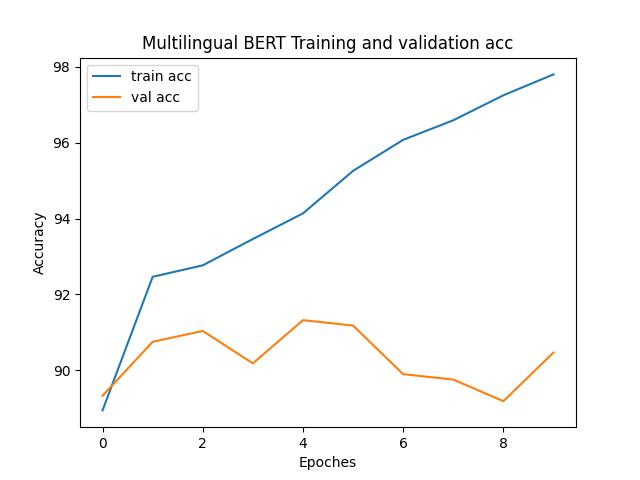 Multilingual BERT Training and validation acc
train acc
val acc
98
96
94
92
90
Accuracy
0 2 4 6 8
Epoches